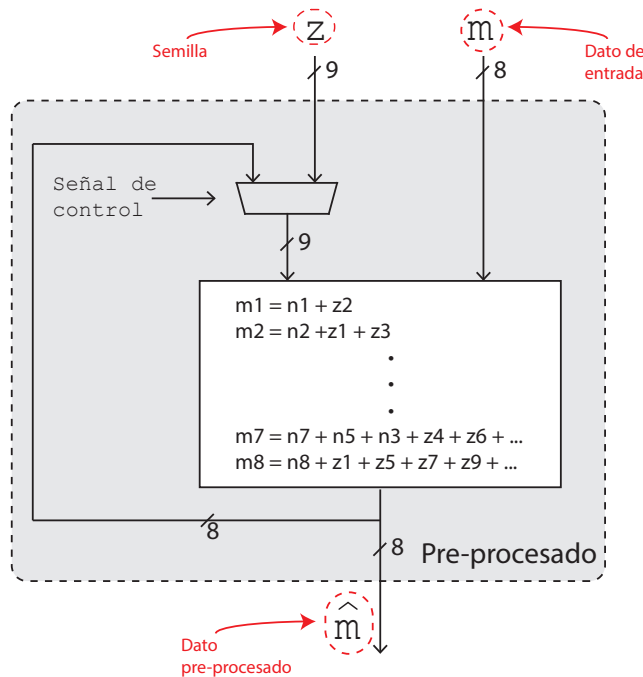 z
m
Semilla
Dato de
entrada
9
8
Señal de
control
9
m1 = n1 + z2
m2 = n2 +z1 + z3
.
.
.
m7 = n7 + n5 + n3 + z4 + z6 + ...
m8 = n8 + z1 + z5 + z7 + z9 + ...
8
8
Pre-procesado
m̂
Dato
pre-procesado